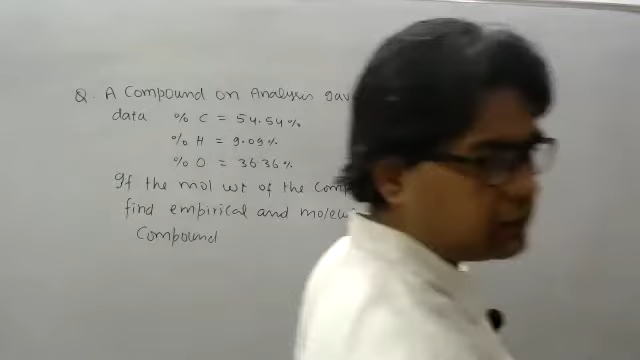 Q. A Compound on Analysis gav
data % C = 54.54%
% H = 9.09%
% O = 36.36%
If the mol wt of the Comp
find empirical and molecu
Compound